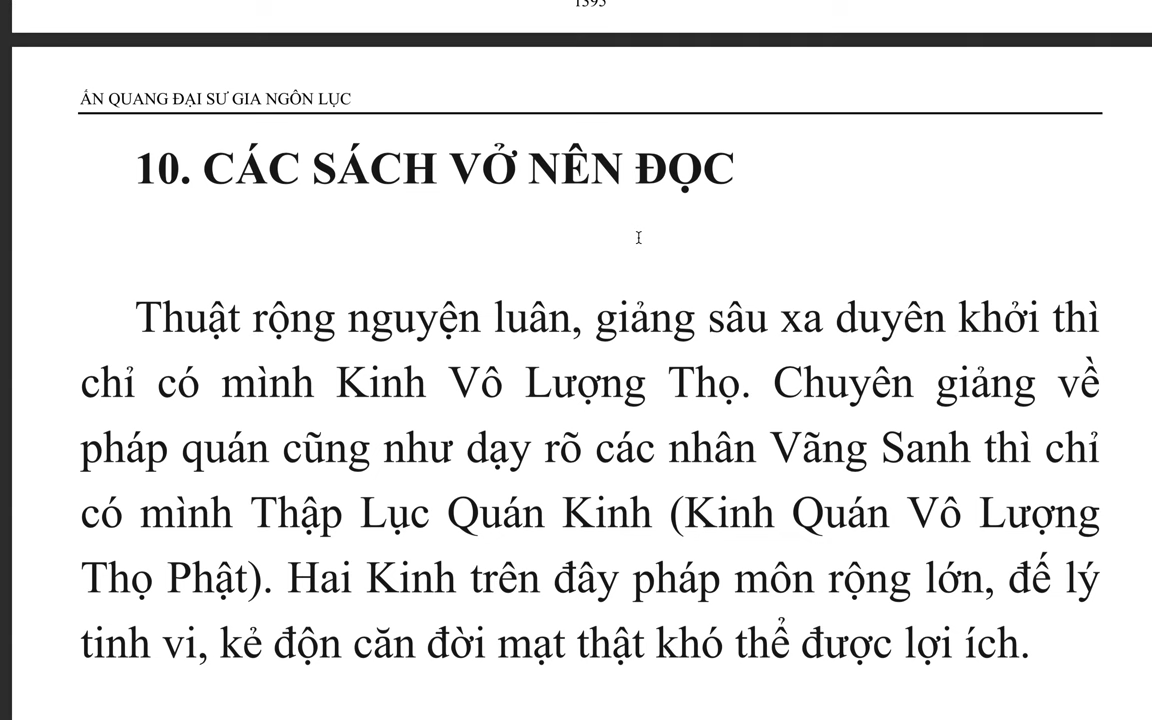 1395
ẤN QUANG ĐẠI SƯ GIA NGÔN LỤC
10. CÁC SÁCH VỞ NÊN ĐỌC
Thuật rộng nguyện luân, giảng sâu xa duyên khởi thì
chỉ có mình Kinh Vô Lượng Thọ. Chuyên giảng về
pháp quán cũng như dạy rõ các nhân Vãng Sanh thì chỉ
có mình Thập Lục Quán Kinh (Kinh Quán Vô Lượng
Thọ Phật). Hai Kinh trên đây pháp môn rộng lớn, đế lý
tinh vi, kẻ độn căn đời mạt thật khó thể được lợi ích.